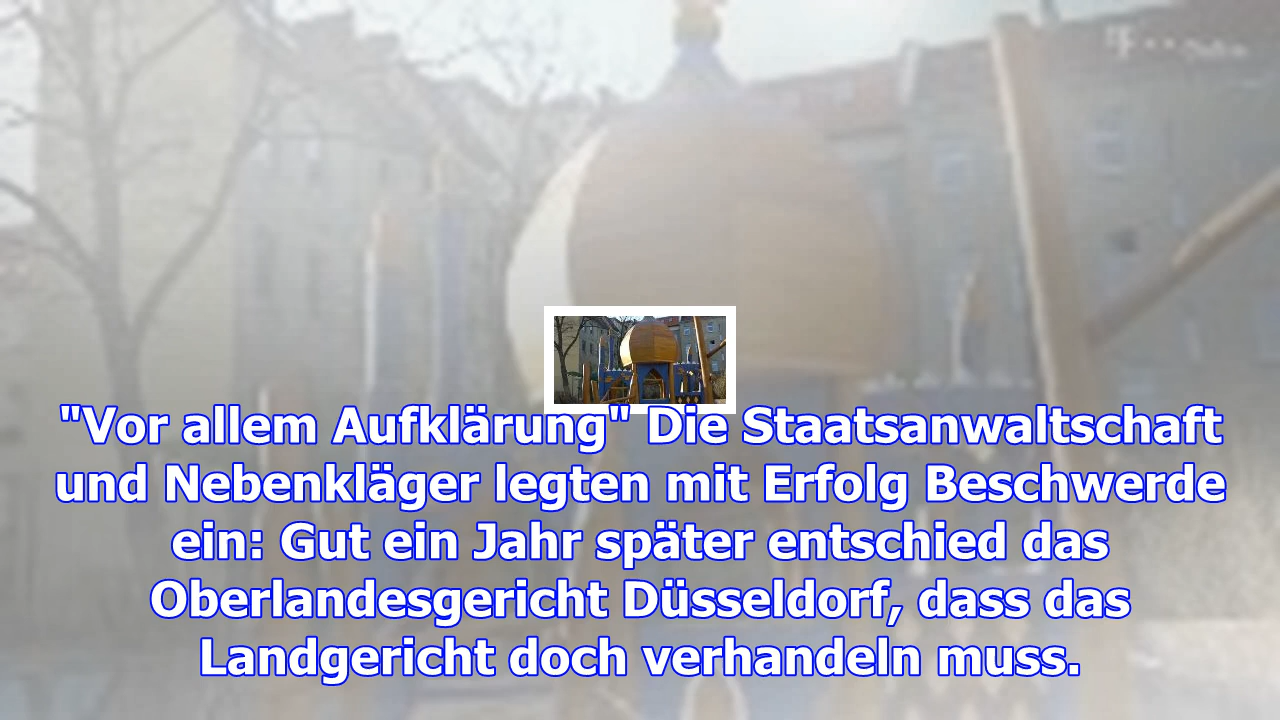 "Vor allem Aufklärung" Die Staatsanwaltschaft
und Nebenkläger legten mit Erfolg Beschwerde
ein: Gut ein Jahr später entschied das
Oberlandesgericht Düsseldorf, dass das
Landgericht doch verhandeln muss.